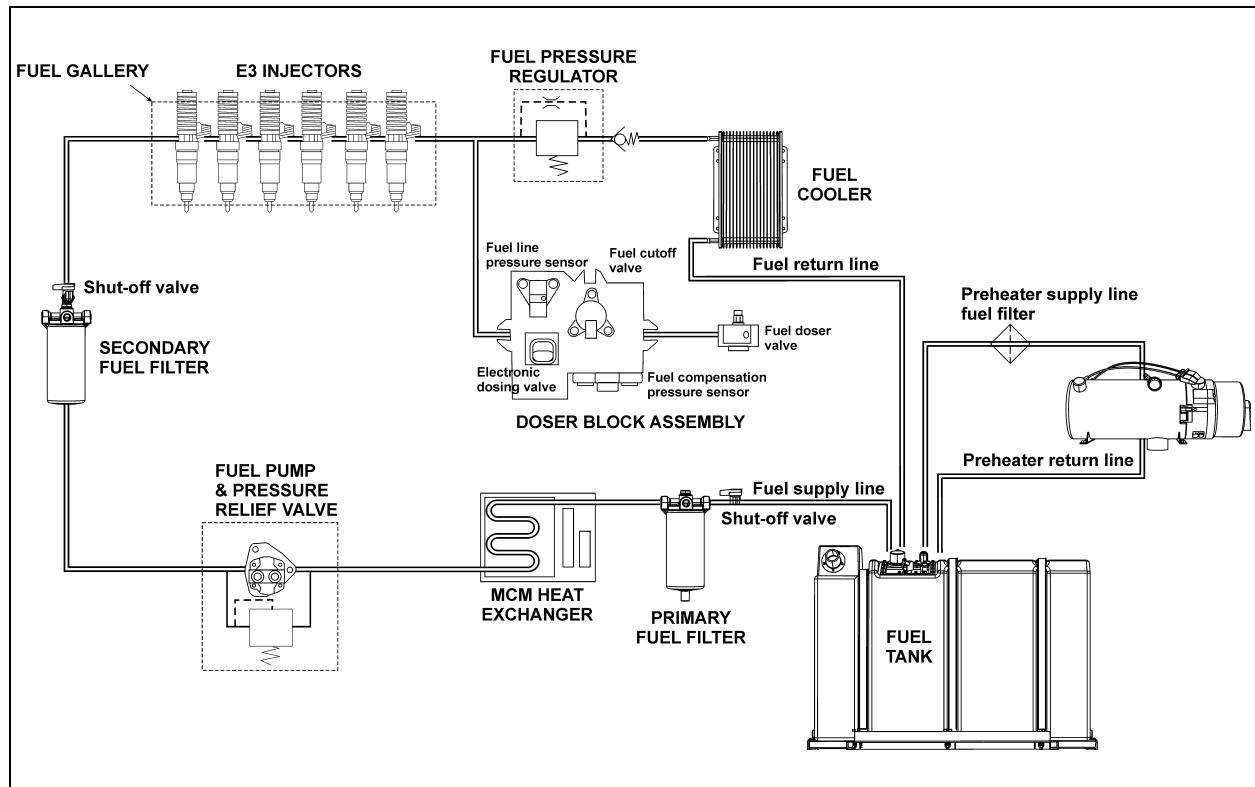 FUEL GALLERY
E3 INJECTORS
FUEL PRESSURE
REGULATOR
FUEL
COOLER
Fuel line
pressure sensor
Fuel cutoff
valve
Fuel return line
Shut-off valve
Preheater supply line
fuel filter
SECONDARY
FUEL FILTER
Fuel doser
valve
Electronic
dosing valve
Fuel compensation
pressure sensor
DOSER BLOCK ASSEMBLY
Preheater return line
FUEL PUMP
& PRESSURE
RELIEF VALVE
Fuel supply line
Shut-off valve
MCM HEAT
EXCHANGER
PRIMARY
FUEL FILTER
FUEL
TANK